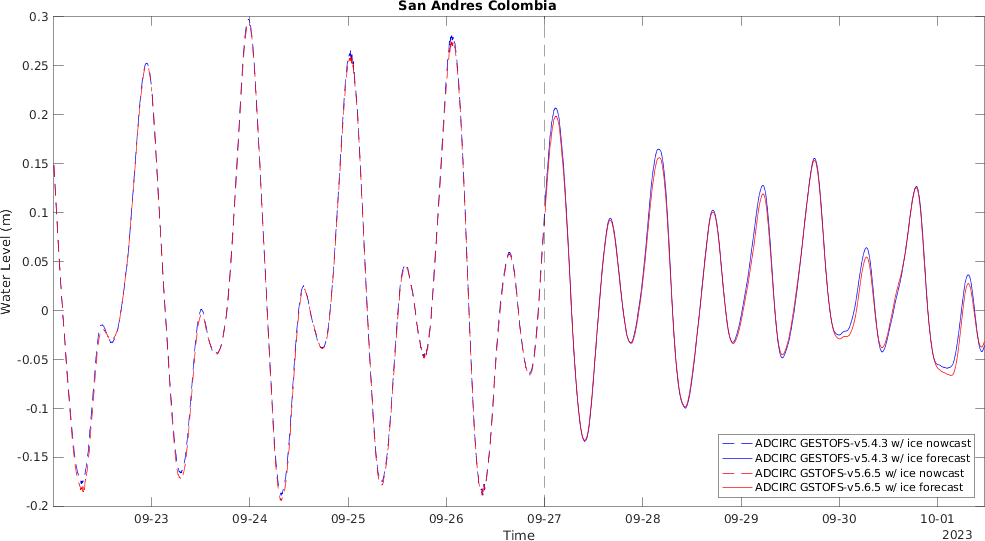 San Andres Colombia
0.3
0.25
0.2
0.15
0.1
0.05
0
-0.05
-0.1
-0.15
-0.2
Water Level (m)
ADCIRC GESTOFS-v5.4.3 w/ ice nowcast
ADCIRC GESTOFS-v5.4.3 w/ ice forecast
ADCIRC GSTOFS-v5.6.5 w/ ice nowcast
ADCIRC GSTOFS-v5.6.5 w/ ice forecast
09-23 09-24 09-25 09-26 09-27 09-28 09-29 09-30 10-01
Time
2023